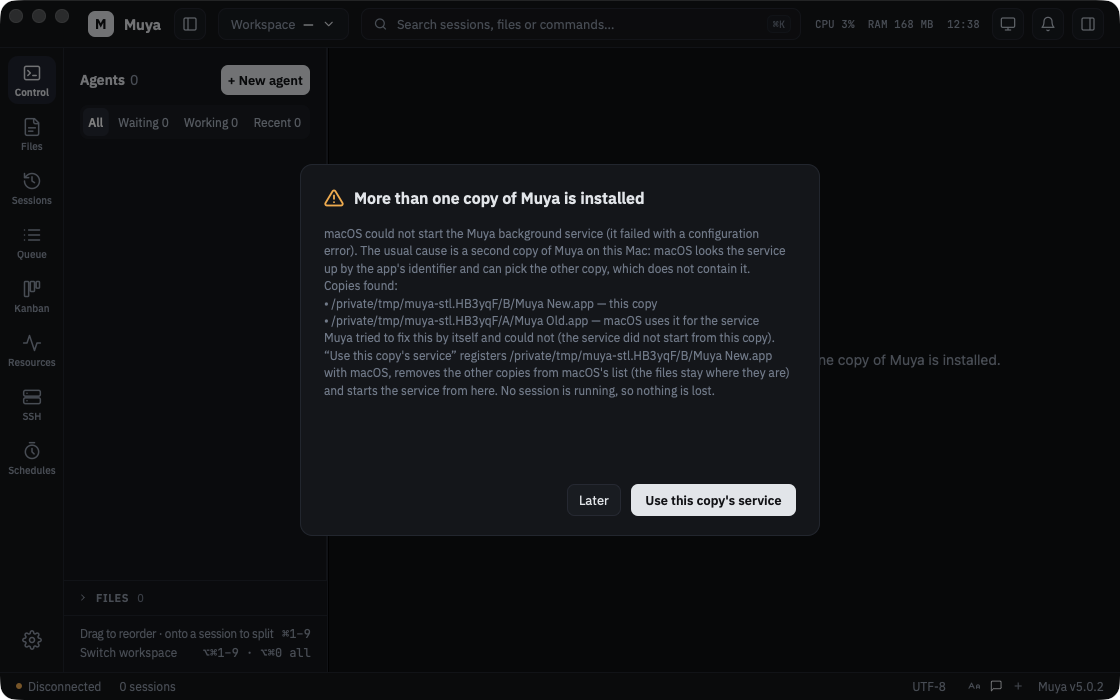 M Muya Workspace — Search sessions, files or commands... ⌘K CPU 3% RAM 168 MB 12:38
Control
Files
Sessions
Queue
Kanban
Resources
SSH
Schedules
Agents 0 + New agent
All Waiting 0 Working 0 Recent 0
More than one copy of Muya is installed
macOS could not start the Muya background service (it failed with a configuration
error). The usual cause is a second copy of Muya on this Mac: macOS looks the service
up by the app's identifier and can pick the other copy, which does not contain it.
Copies found:
• /private/tmp/muya-stl.HB3yqF/B/Muya New.app — this copy
• /private/tmp/muya-stl.HB3yqF/A/Muya Old.app — macOS uses it for the service
Muya tried to fix this by itself and could not (the service did not start from this copy).
“Use this copy's service” registers /private/tmp/muya-stl.HB3yqF/B/Muya New.app
with macOS, removes the other copies from macOS's list (the files stay where they are)
and starts the service from here. No session is running, so nothing is lost.
Later Use this copy's service
ne copy of Muya is installed.
FILES 0
Drag to reorder · onto a session to split ⌘1–9
Switch workspace ⌥⌘1–9 · ⌥⌘0 all
Disconnected 0 sessions UTF-8 AA + Muya v5.0.2